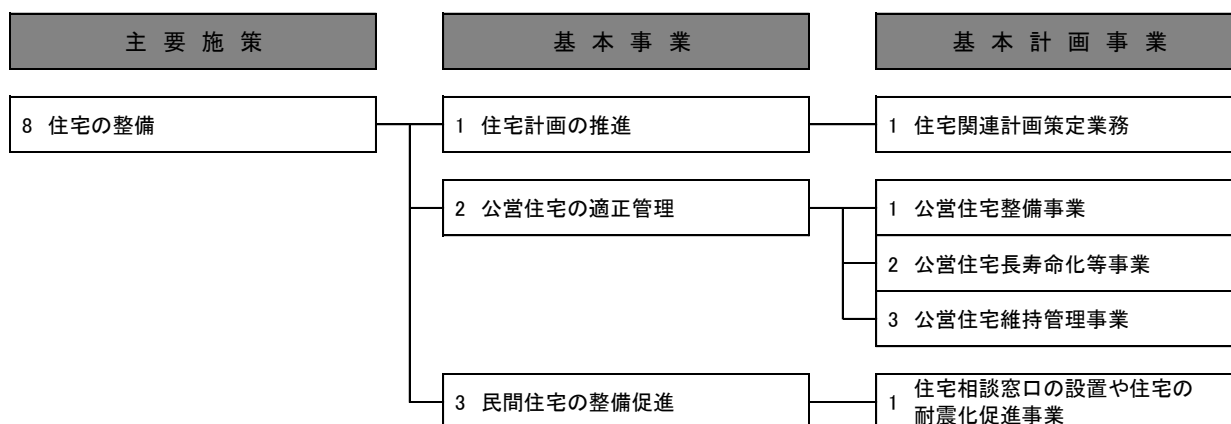 主要施策
基本事業
基本計画事業
8 住宅の整備
1 住宅計画の推進
1 住宅関連計画策定業務
2 公営住宅の適正管理
1 公営住宅整備事業
2 公営住宅長寿命化等事業
3 公営住宅維持管理事業
3 民間住宅の整備促進
1 住宅相談窓口の設置や住宅の
耐震化促進事業